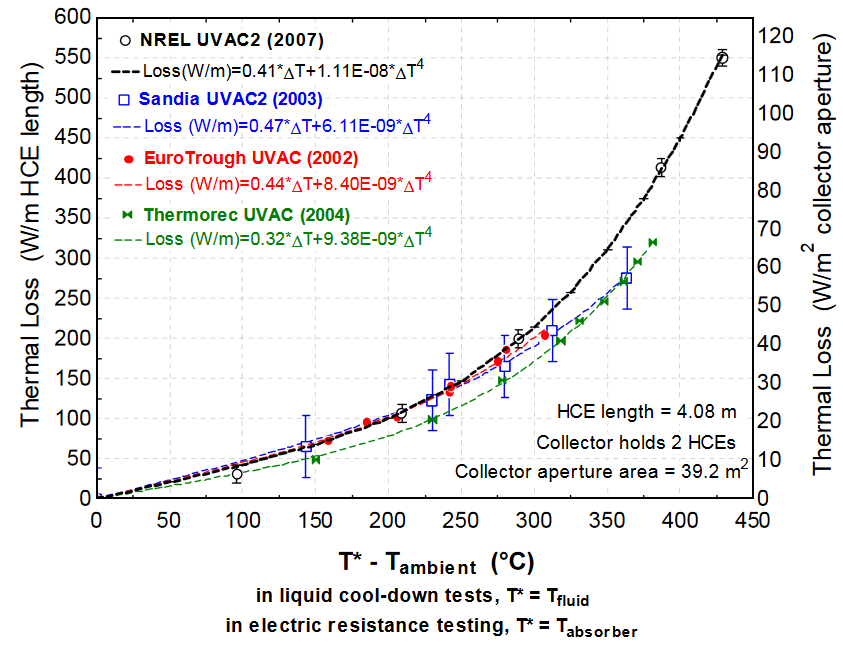 600
550
500
450
400
350
300
250
200
150
100
50
0
Thermal Loss (W/m HCE length)
NREL UVAC2 (2007)
Loss(W/m)=0.41*ΔT+1.11E-08*ΔT⁴
Sandia UVAC2 (2003)
Loss (W/m)=0.47*ΔT+6.11E-09*ΔT⁴
EuroTrough UVAC (2002)
Loss (W/m)=0.44*ΔT+8.40E-09*ΔT⁴
Thermorec UVAC (2004)
Loss (W/m)=0.32*ΔT+9.38E-09*ΔT⁴
HCE length = 4.08 m
Collector holds 2 HCEs
Collector aperture area = 39.2 m²
120
110
100
90
80
70
60
50
40
30
20
10
0
Thermal Loss (W/m² collector aperture)
0 50 100 150 200 250 300 350 400 450
T* - Tambient (°C)
in liquid cool-down tests, T* = Tfluid
in electric resistance testing, T* = Tabsorber